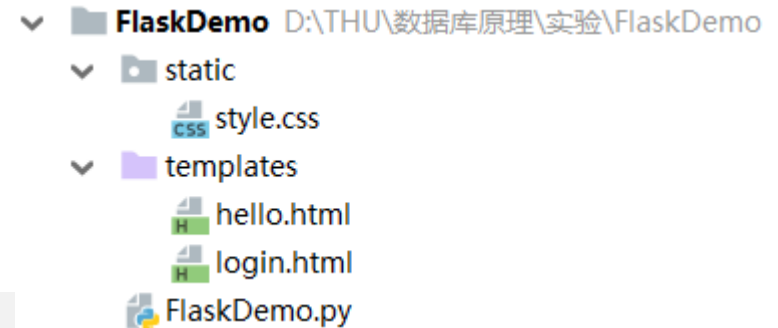 FlaskDemo D:\THU\数据库原理\实验\FlaskDemo
static
CSS style.css
templates
H hello.html
H login.html
FlaskDemo.py